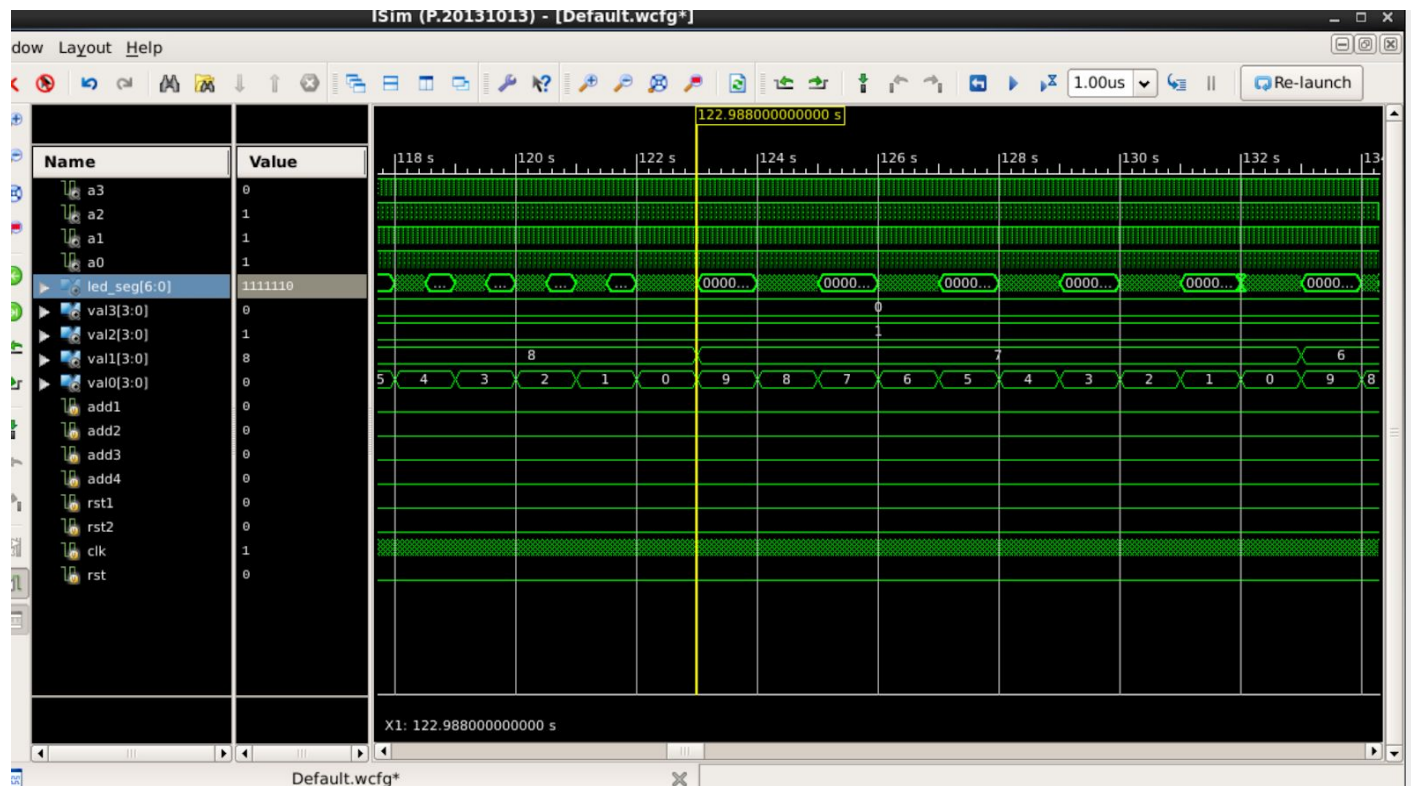 ISim (P.20131013) - [Default.wcfg*]
dow Layout Help
1.00us Re-launch
122.988000000000 s
Name Value
118 s 120 s 122 s 124 s 126 s 128 s 130 s 132 s 13
a3 0
a2 1
a1 1
a0 1
led_seg[6:0] 1111110 ... ... ... ... 0000... 0000... 0000... 0000... 0000... 0000...
val3[3:0] 0 0
val2[3:0] 1 1
val1[3:0] 8 8 7 6
val0[3:0] 0 5 4 3 2 1 0 9 8 7 6 5 4 3 2 1 0 9 8
add1 0
add2 0
add3 0
add4 0
rst1 0
rst2 0
clk 1
rst 0
X1: 122.988000000000 s
Default.wcfg*